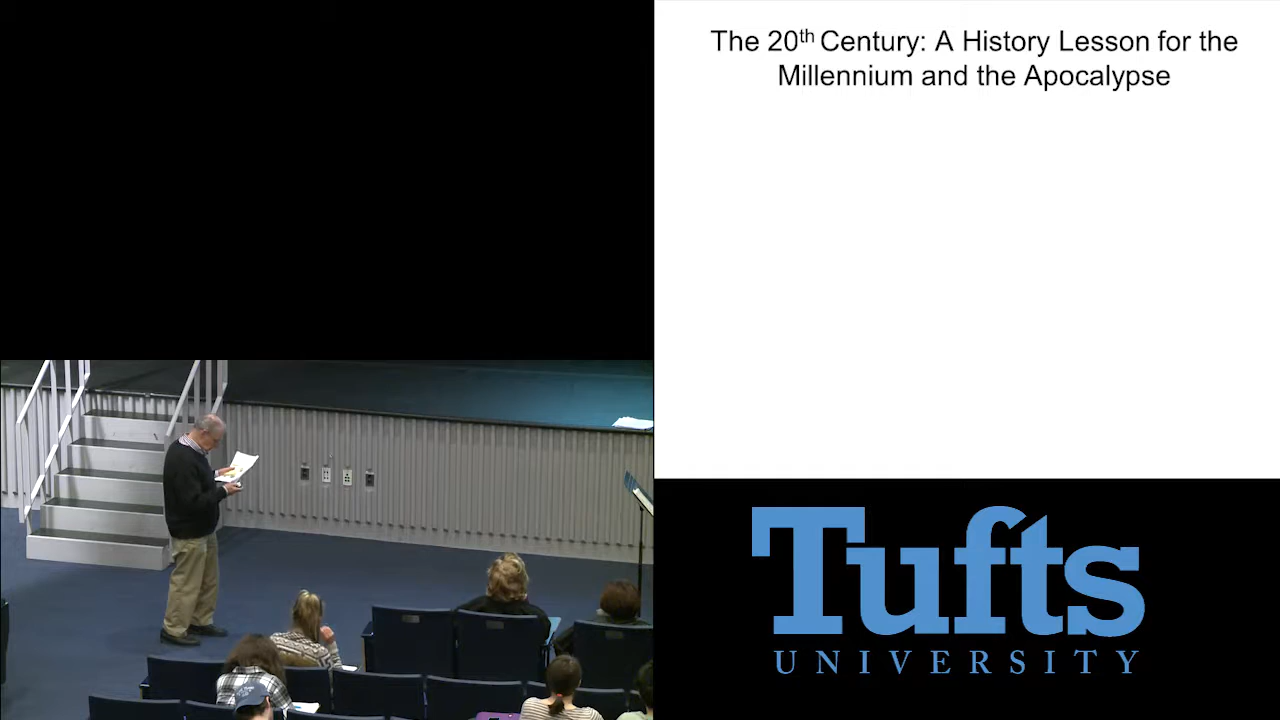 The 20th Century: A History Lesson for the
Millennium and the Apocalypse
Tufts
UNIVERSITY